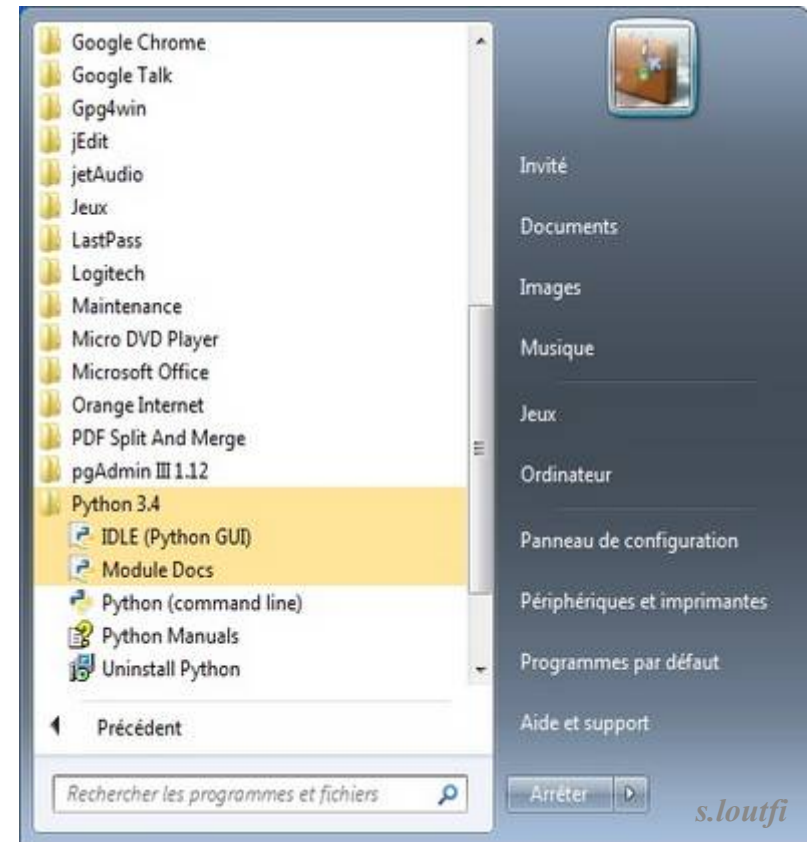 Google Chrome
Google Talk
Gpg4win
jEdit
jetAudio
Jeux
LastPass
Logitech
Maintenance
Micro DVD Player
Microsoft Office
Orange Internet
PDF Split And Merge
pgAdmin III 1.12
Python 3.4
IDLE (Python GUI)
Module Docs
Python (command line)
Python Manuals
Uninstall Python
Précédent
Rechercher les programmes et fichiers
Invité
Documents
Images
Musique
Jeux
Ordinateur
Panneau de configuration
Périphériques et imprimantes
Programmes par défaut
Aide et support
Arrêter
s.loutfi